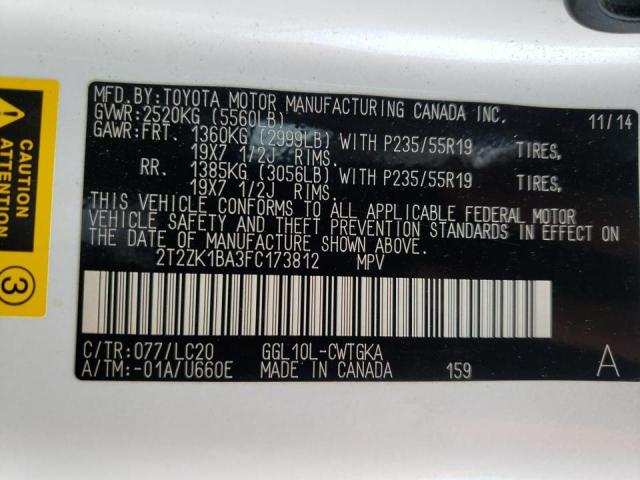 MFD.BY:TOYOTA MOTOR MANUFACTURING CANADA INC. 11/14
GVWR:2520KG (5560LB)
GAWR:FRT. 1360KG (2999LB) WITH P235/55R19 TIRES,
19X7 1/2J RIMS.
RR. 1385KG (3056LB) WITH P235/55R19 TIRES,
19X7 1/2J RIMS.
THIS VEHICLE CONFORMS TO ALL APPLICABLE FEDERAL MOTOR
VEHICLE SAFETY AND THEFT PREVENTION STANDARDS IN EFFECT ON
THE DATE OF MANUFACTURE SHOWN ABOVE.
2T2ZK1BA3FC173812 MPV
C/TR:077/LC20 GGL10L-CWTGKA A
A/TM:-01A/U660E MADE IN CANADA 159
3